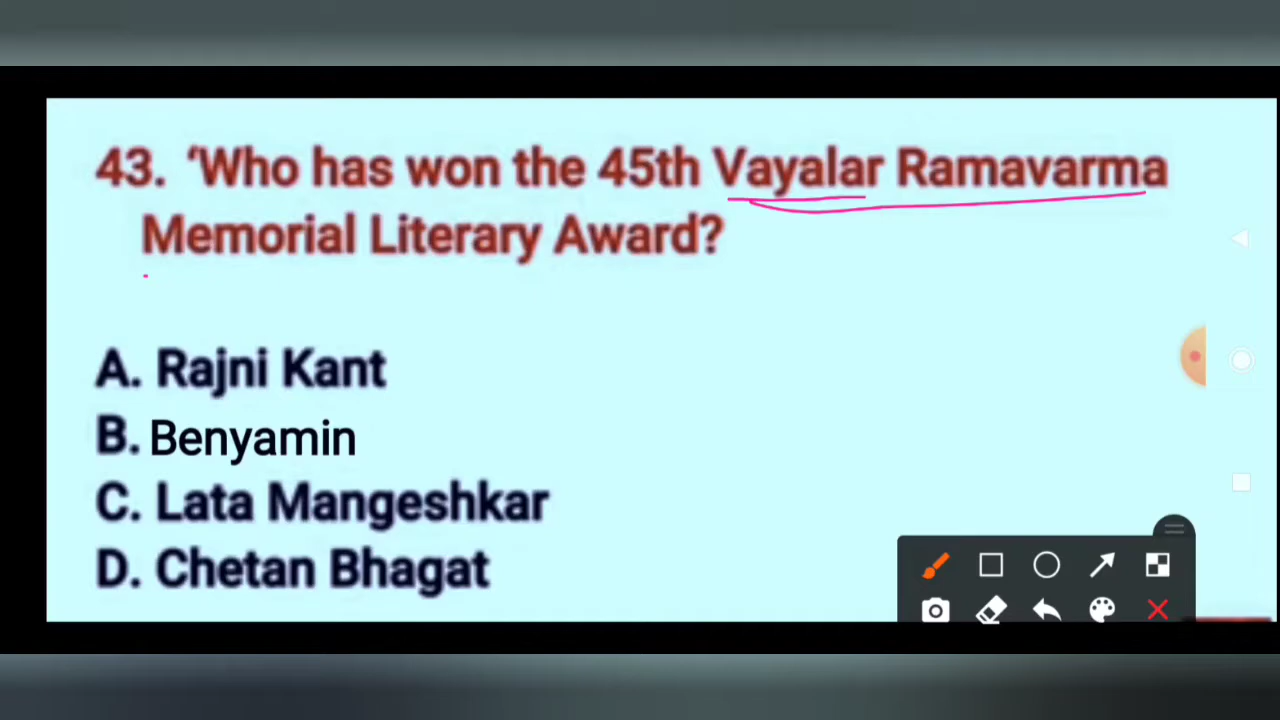 43. ‘Who has won the 45th Vayalar Ramavarma
Memorial Literary Award?
A. Rajni Kant
B. Benyamin
C. Lata Mangeshkar
D. Chetan Bhagat